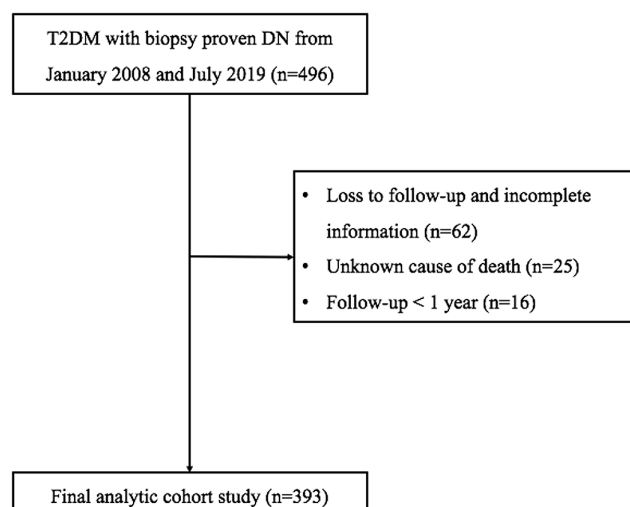 T2DM with biopsy proven DN from
January 2008 and July 2019 (n=496)
• Loss to follow-up and incomplete
information (n=62)
• Unknown cause of death (n=25)
• Follow-up < 1 year (n=16)
Final analytic cohort study (n=393)